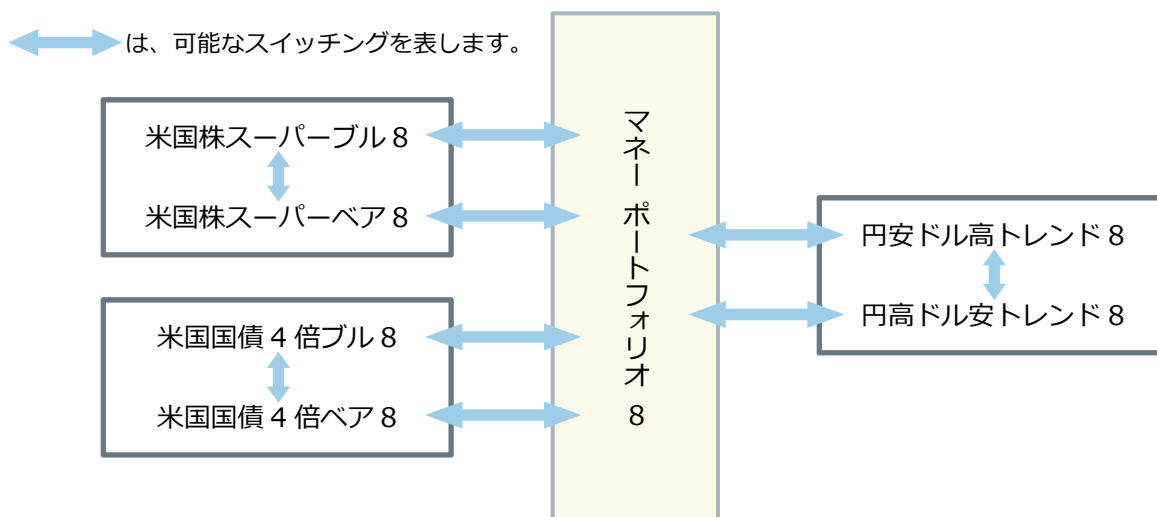 は、可能なスイッチングを表します。
米国株スーパーブル８
米国株スーパーベア８
米国国債４倍ブル８
米国国債４倍ベア８
マネー ポートフォリオ ８
円安ドル高トレンド８
円高ドル安トレンド８